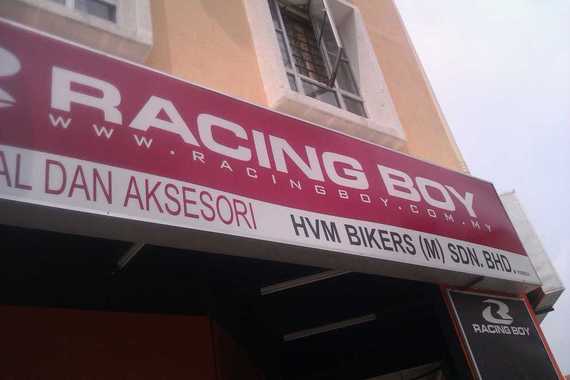 RACING BOY
WWW.RACINGBOY.COM.MY
AL DAN AKSESORI
HVM BIKERS (M) SDN. BHD.
RACING BOY